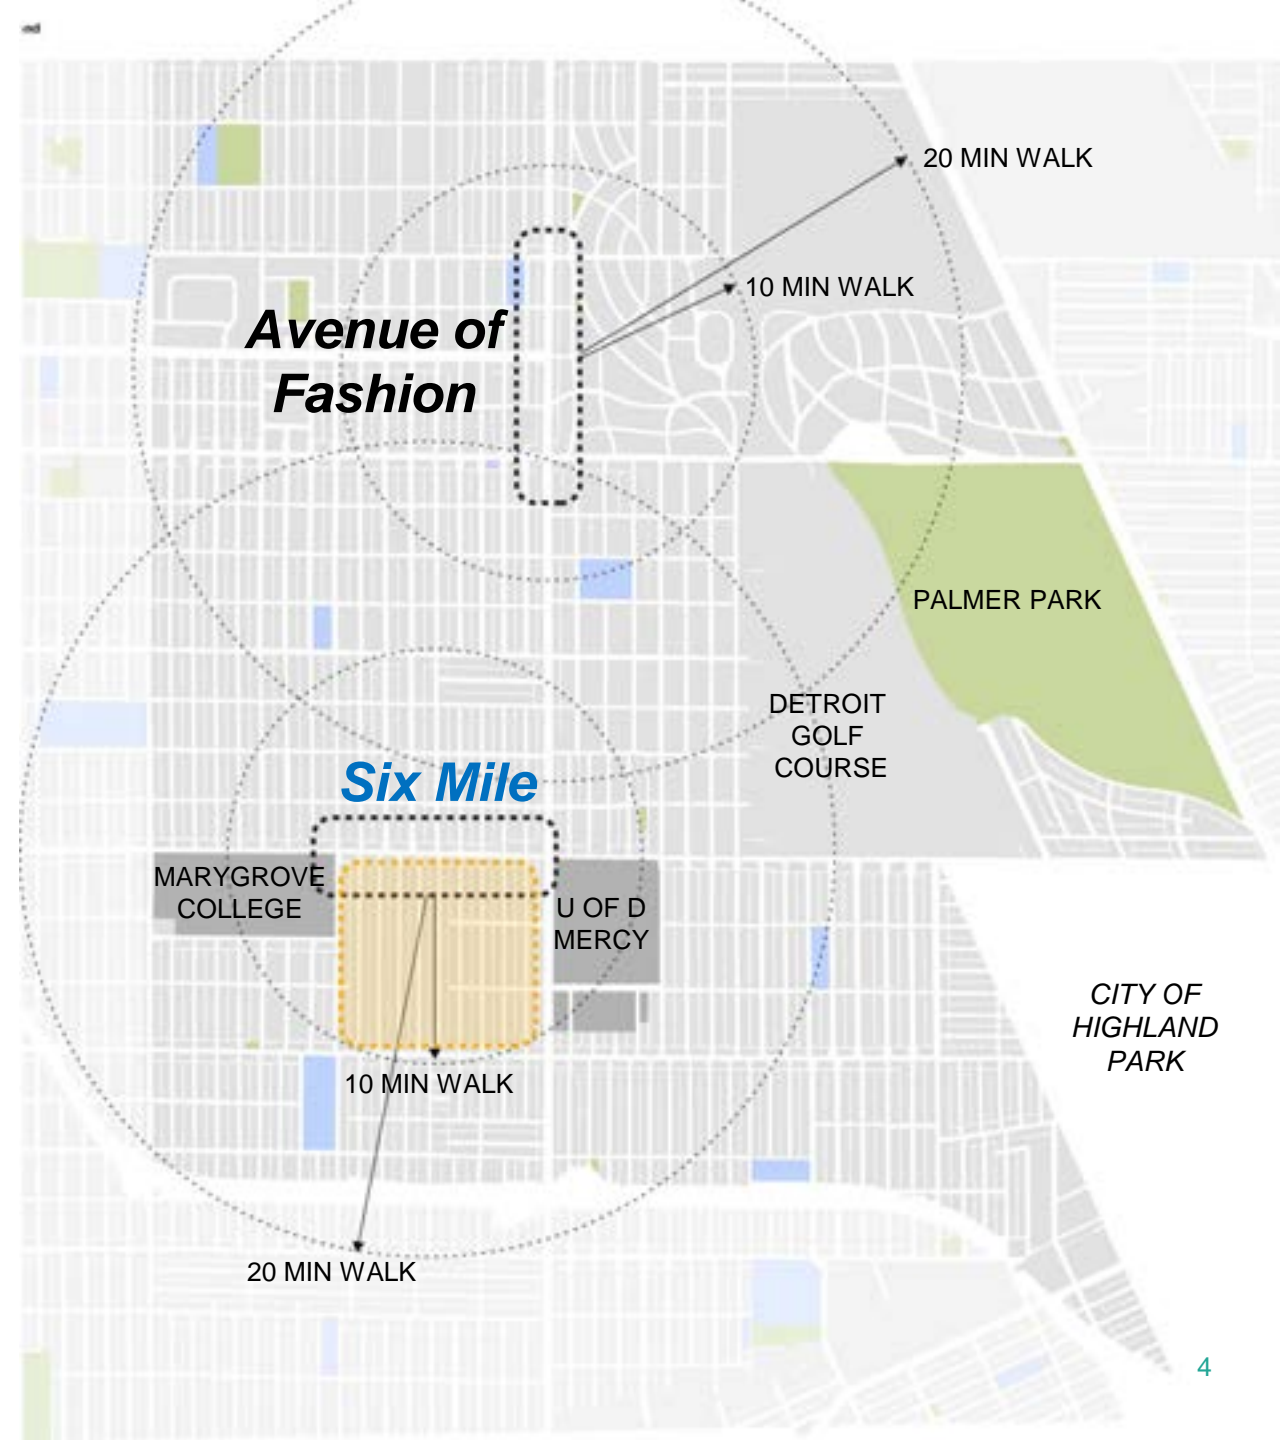 20 MIN WALK
10 MIN WALK
Avenue of
Fashion
PALMER PARK
DETROIT
GOLF
COURSE
Six Mile
MARYGROVE
COLLEGE
U OF D
MERCY
CITY OF
HIGHLAND
PARK
10 MIN WALK
20 MIN WALK
4